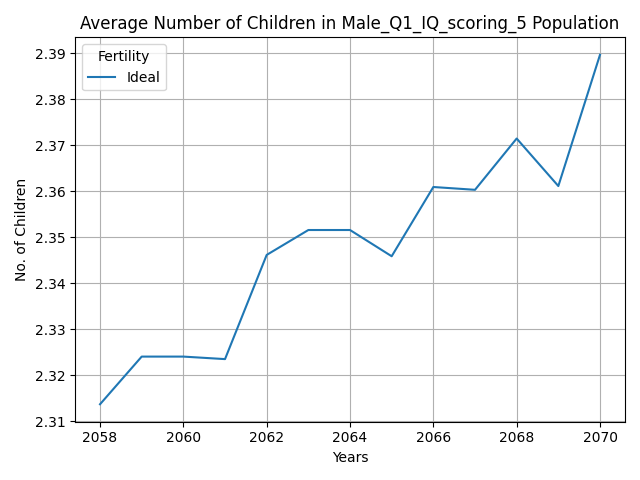 Average Number of Children in Male_Q1_IQ_scoring_5 Population
Fertility
Ideal
No. of Children
2.39
2.38
2.37
2.36
2.35
2.34
2.33
2.32
2.31
2058 2060 2062 2064 2066 2068 2070
Years